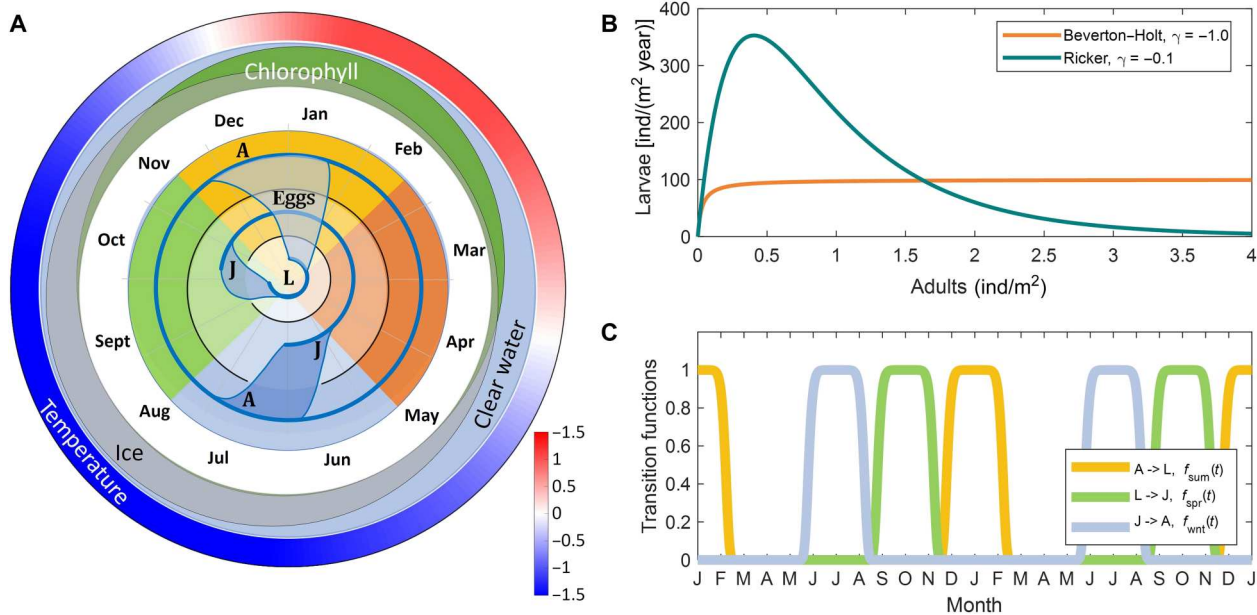 A
Chlorophyll
Dec
Jan
A
Nov
Feb
Eggs
Oct
Mar
J
L
Sept
Apr
J
Aug
A
May
Clear water
Jul
Jun
Ice
Temperature
1.5
1
0.5
0
−0.5
−1
−1.5
B
400
350
300
250
200
150
100
50
0
Larvae [ind/(m² year)]
Beverton–Holt, γ = −1.0
Ricker, γ = −0.1
0 0.5 1 1.5 2 2.5 3 3.5 4
Adults (ind/m²)
C
1
0.8
0.6
0.4
0.2
0
Transition functions
A -> L, f_sum(t)
L -> J, f_spr(t)
J -> A, f_wnt(t)
J F M A M J J A S O N D J F M A M J J A S O N D J
Month